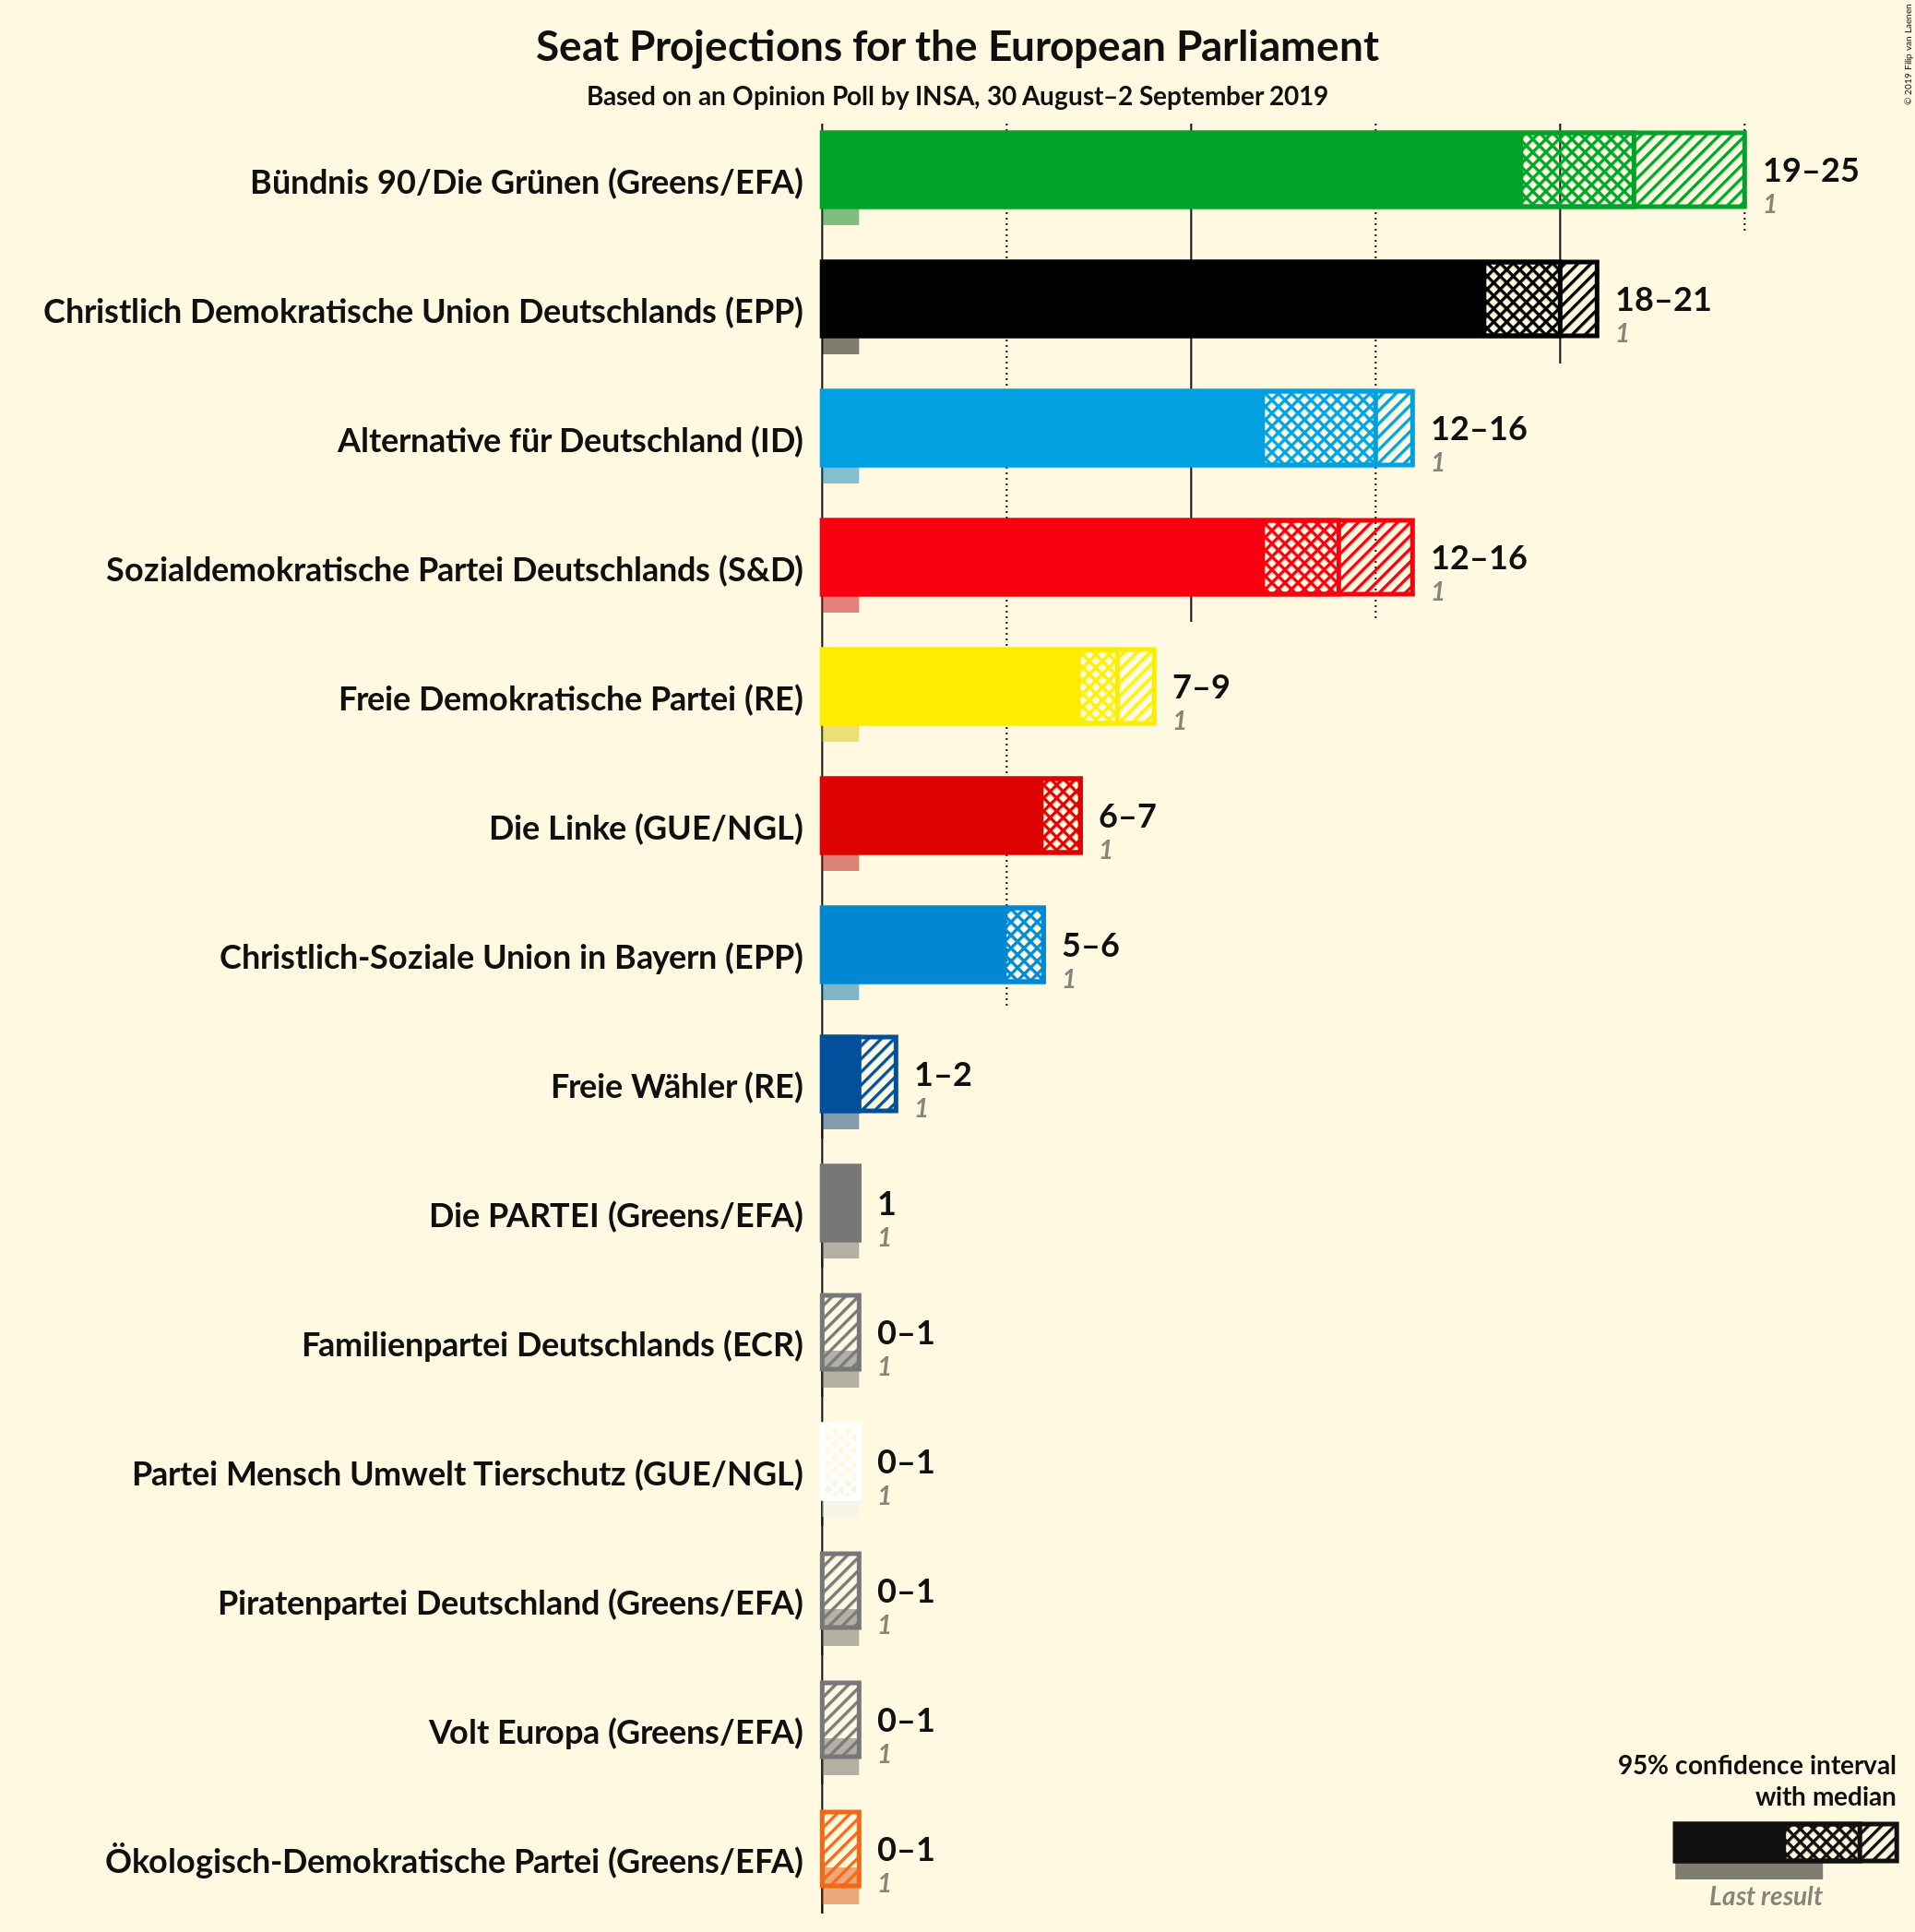 Seat Projections for the European Parliament
Based on an Opinion Poll by INSA, 30 August–2 September 2019
© 2019 Filip van Laenen
Bündnis 90/Die Grünen (Greens/EFA)
19–25
1
Christlich Demokratische Union Deutschlands (EPP)
18–21
1
Alternative für Deutschland (ID)
12–16
1
Sozialdemokratische Partei Deutschlands (S&D)
12–16
1
Freie Demokratische Partei (RE)
7–9
1
Die Linke (GUE/NGL)
6–7
1
Christlich-Soziale Union in Bayern (EPP)
5–6
1
Freie Wähler (RE)
1–2
1
Die PARTEI (Greens/EFA)
1
1
Familienpartei Deutschlands (ECR)
0–1
1
Partei Mensch Umwelt Tierschutz (GUE/NGL)
0–1
1
Piratenpartei Deutschland (Greens/EFA)
0–1
1
Volt Europa (Greens/EFA)
0–1
1
Ökologisch-Demokratische Partei (Greens/EFA)
0–1
1
95% confidence interval
with median
Last result